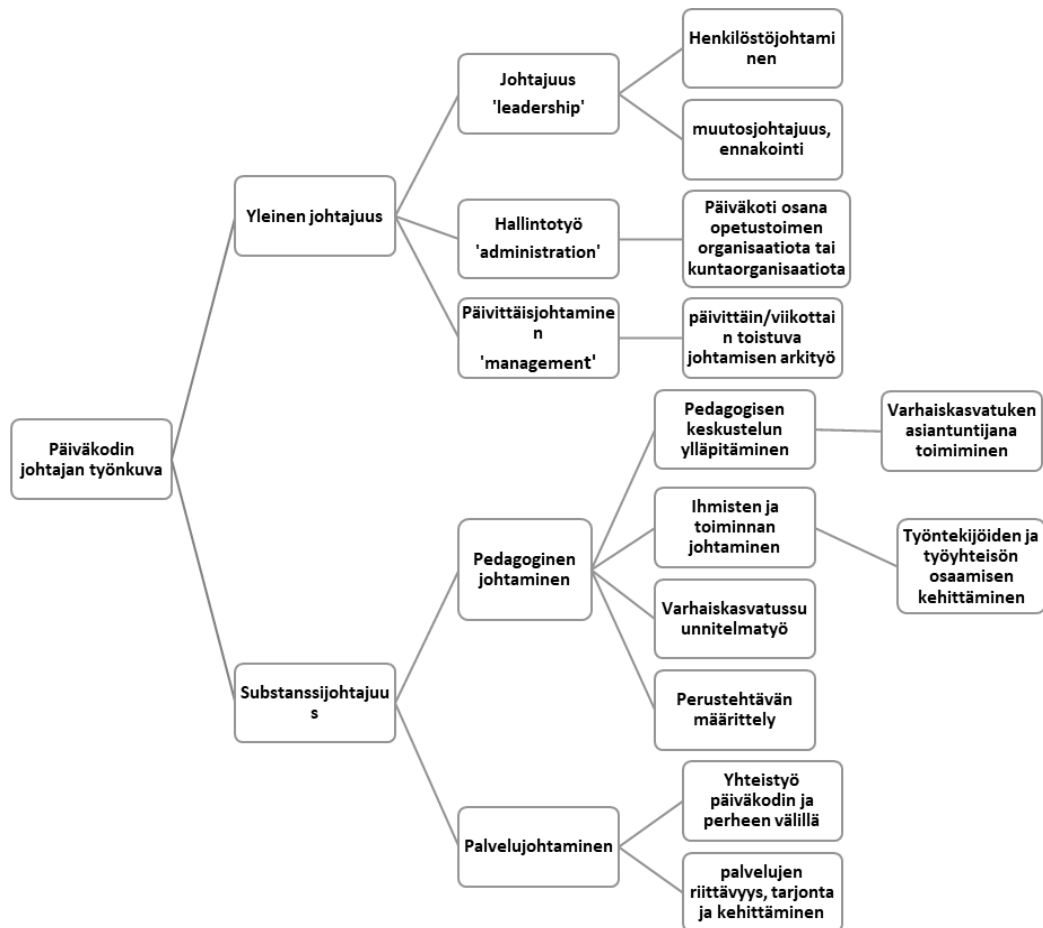 Päiväkodin
johtajan työnkuva
Yleinen johtajuus
Johtajuus
'leadership'
Henkilöstöjohtami
nen
muutosjohtajuus,
ennakointi
Hallintotyö
'administration'
Päiväkoti osana
opetustoimen
organisaatiota tai
kuntaorganisaatiota
Päivittäisjohtamine
n
'management'
päivittäin/viikottai
n toistuva
johtamisen arkityö
Substanssijohtajuu
s
Pedagoginen
johtaminen
Pedagogisen
keskustelun
ylläpitäminen
Varhaiskasvatuken
asiantuntijana
toimiminen
Ihmisten ja
toiminnan
johtaminen
Työntekijöiden ja
työyhteisön
osaamisen
kehittäminen
Varhaiskasvatussu
unnitelmatyö
Perustehtävän
määrittely
Palvelujohtaminen
Yhteistyö
päiväkodin ja
perheen välillä
palvelujen
riittävyys, tarjonta
ja kehittäminen